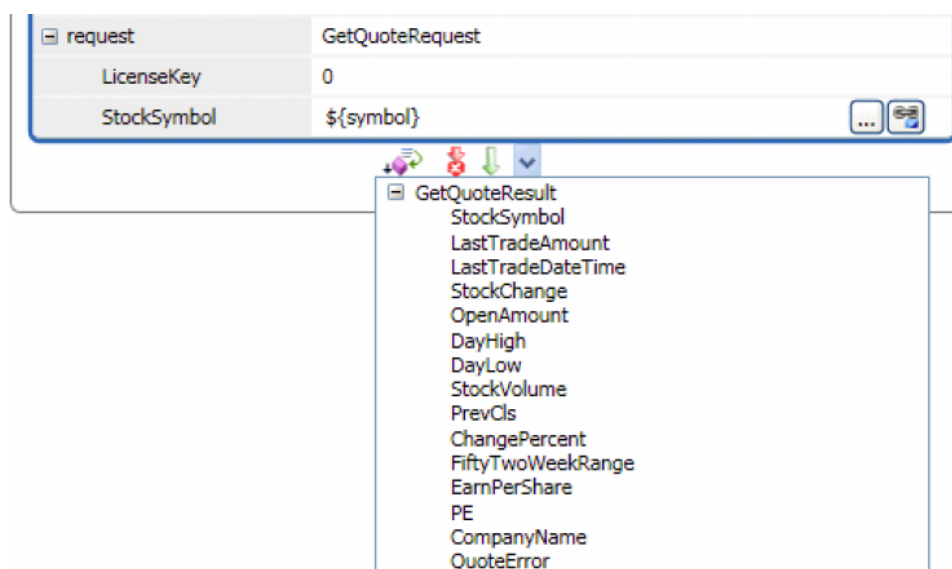 request GetQuoteRequest
LicenseKey 0
StockSymbol ${symbol}
...
GetQuoteResult
StockSymbol
LastTradeAmount
LastTradeDateTime
StockChange
OpenAmount
DayHigh
DayLow
StockVolume
PrevCls
ChangePercent
FiftyTwoWeekRange
EarnPerShare
PE
CompanyName
QuoteError